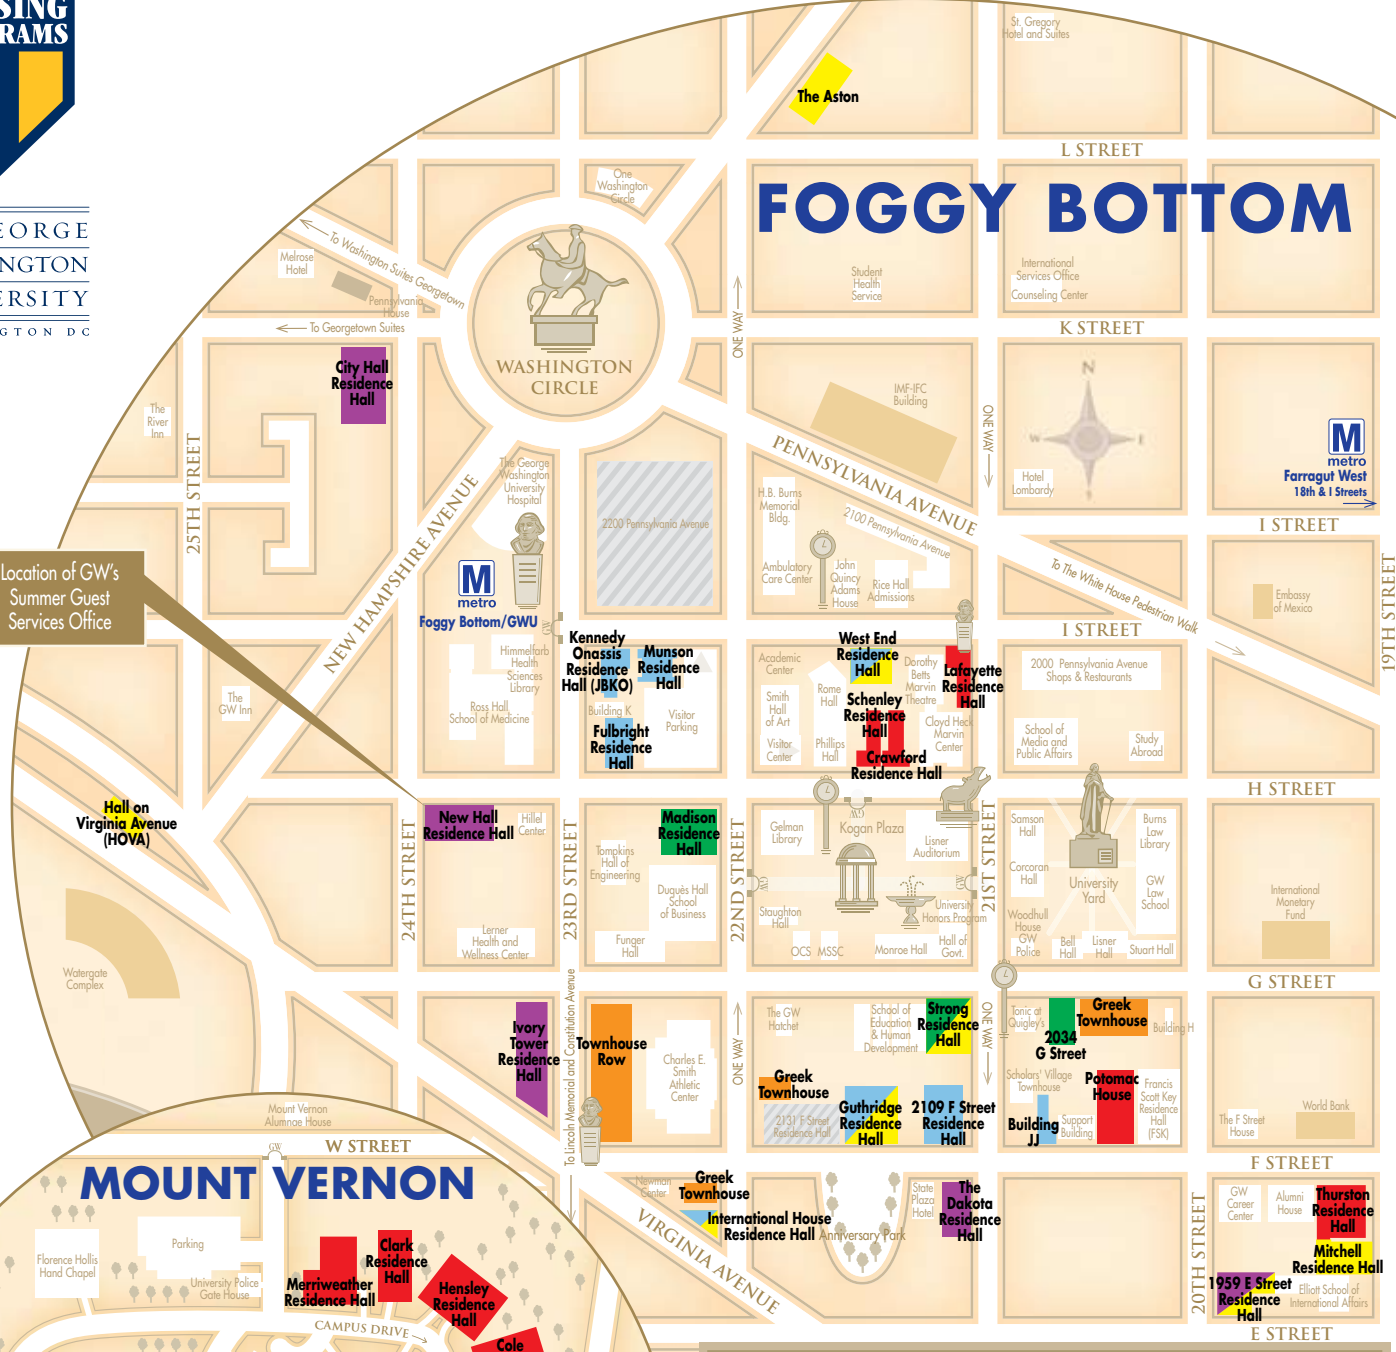 SING
RAMS
EORGE
NGTON
ERSITY
GTON DC
The Aston
St. Gregory
Hotel and Suites
L STREET
FOGGY BOTTOM
One
Washington
Circle
To Washington Suites Georgetown
Melrose
Hotel
Pennsylvania
House
To Georgetown Suites
WASHINGTON
CIRCLE
ONE WAY
Student
Health
Service
International
Services Office
Counseling Center
K STREET
City Hall
Residence
Hall
The
River
Inn
25TH STREET
IMF-IFC
Building
PENNSYLVANIA AVENUE
ONE WAY
N
W
E
S
Hotel
Lombardy
M
metro
Farragut West
18th & I Streets
I STREET
The George
Washington
University
Hospital
NEW HAMPSHIRE AVENUE
2200 Pennsylvania Avenue
H.B. Burns
Memorial
Bldg.
2100 Pennsylvania Avenue
Ambulatory
Care Center
John
Quincy
Adams
House
Rice Hall
Admissions
To The White House Pedestrian Walk
Embassy
of Mexico
19TH STREET
Location of GW's
Summer Guest
Services Office
M
metro
Foggy Bottom/GWU
I STREET
Himmelfarb
Health
Sciences
Library
Ross Hall
School of Medicine
The
GW Inn
Kennedy
Onassis
Residence
Hall (JBKO)
Munson
Residence
Hall
Building K
Visitor
Parking
Fulbright
Residence
Hall
Academic
Center
Smith
Hall
of Art
Visitor
Center
Rome
Hall
Phillips
Hall
West End
Residence
Hall
Dorothy
Betts
Marvin
Theatre
Lafayette
Residence
Hall
Schenley
Residence
Hall
Cloyd Heck
Marvin
Center
Crawford
Residence Hall
2000 Pennsylvania Avenue
Shops & Restaurants
School of
Media and
Public Affairs
Study
Abroad
H STREET
Hall on
Virginia Avenue
(HOVA)
24TH STREET
New Hall
Residence Hall
Hillel
Center
23RD STREET
Madison
Residence
Hall
Tompkins
Hall of
Engineering
Duquès Hall
School
of Business
Funger
Hall
Lerner
Health and
Wellness Center
22ND STREET
Gelman
Library
Kogan Plaza
Lisner
Auditorium
21ST STREET
Staughton
Hall
OCS
MSSC
Monroe Hall
Hall of
Govt.
University
Honors Program
Samson
Hall
Corcoran
Hall
Woodhull
House
GW
Police
University
Yard
Burns
Law
Library
GW
Law
School
Bell
Hall
Lisner
Hall
Stuart Hall
International
Monetary
Fund
G STREET
Watergate
Complex
Ivory
Tower
Residence
Hall
To Lincoln Memorial and Constitution Avenue
Townhouse
Row
Charles E.
Smith
Athletic
Center
ONE WAY
The GW
Hatchet
School of
Education
& Human
Development
Strong
Residence
Hall
ONE WAY
Tonic at
Quigley's
2034
G Street
Greek
Townhouse
Building H
Greek
Townhouse
2131 F Street
Residence Hall
Guthridge
Residence
Hall
2109 F Street
Residence
Hall
Scholars' Village
Townhouse
Building
JJ
Support
Building
Potomac
House
Francis
Scott Key
Residence
Hall
(FSK)
The F Street
House
World Bank
F STREET
Newman
Center
Greek
Townhouse
International House
Residence Hall
VIRGINIA AVENUE
Anniversary Park
State
Plaza
Hotel
The
Dakota
Residence
Hall
20TH STREET
GW
Career
Center
Alumni
House
Thurston
Residence
Hall
Mitchell
Residence Hall
1959 E Street
Residence
Hall
Elliott School of
International Affairs
E STREET
Mount Vernon
Alumnae House
GW
W STREET
MOUNT VERNON
Florence Hollis
Hand Chapel
Parking
University Police
Gate House
Merriweather
Residence Hall
Clark
Residence
Hall
Hensley
Residence
Hall
CAMPUS DRIVE
Cole